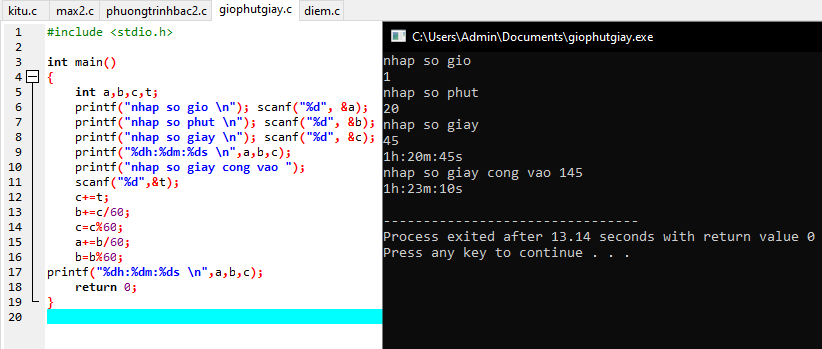 kitu.c max2.c phuongtrinhbac2.c giophutgiay.c diem.c
1 #include <stdio.h>
2
3 int main()
4 {
5 int a,b,c,t;
6 printf("nhap so gio \n"); scanf("%d", &a);
7 printf("nhap so phut \n"); scanf("%d", &b);
8 printf("nhap so giay \n"); scanf("%d", &c);
9 printf("%dh:%dm:%ds \n",a,b,c);
10 printf("nhap so giay cong vao ");
11 scanf("%d",&t);
12 c+=t;
13 b+=c/60;
14 c=c%60;
15 a+=b/60;
16 b=b%60;
17 printf("%dh:%dm:%ds \n",a,b,c);
18 return 0;
19 }
20
C:\Users\Admin\Documents\giophutgiay.exe
nhap so gio
1
nhap so phut
20
nhap so giay
45
1h:20m:45s
nhap so giay cong vao 145
1h:23m:10s
--------------------------------
Process exited after 13.14 seconds with return value 0
Press any key to continue . . .